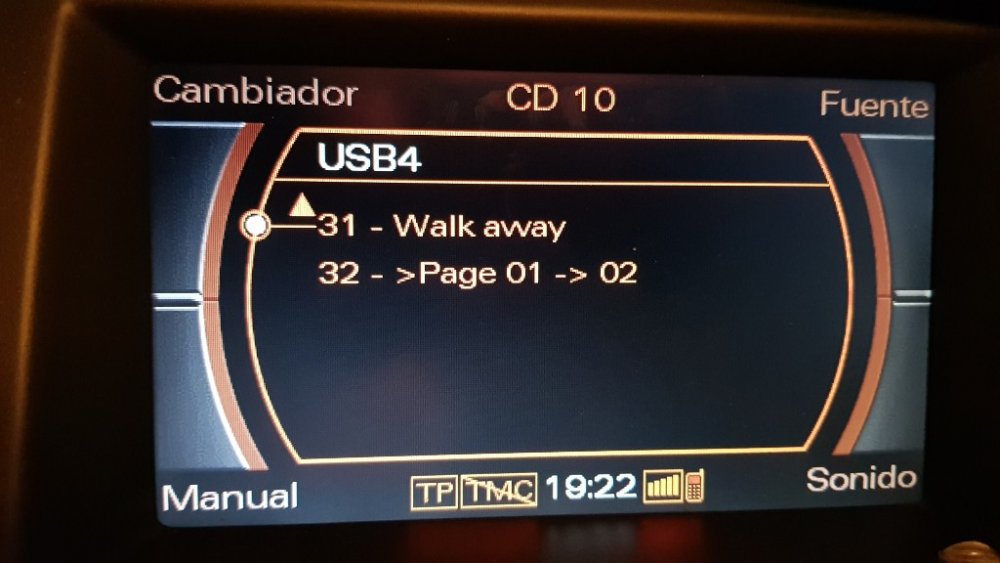 Cambiador CD 10 Fuente
USB4
31 - Walk away
32 - >Page 01 -> 02
Manual TP TMC 19:22 Sonido